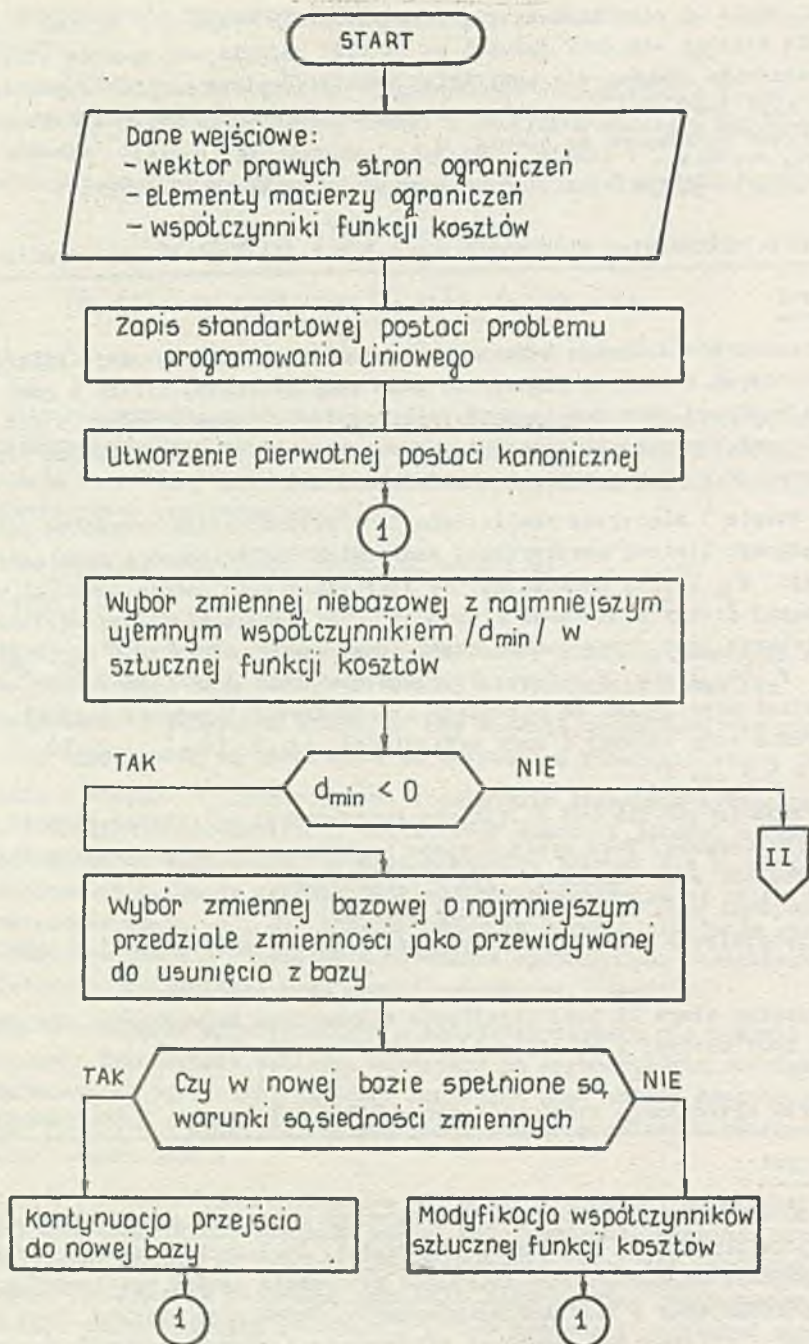 START
Dane wejściowe:
- wektor prawych stron ograniczeń
- elementy macierzy ograniczeń
- współczynniki funkcji kosztów
Zapis standartowej postaci problemu
programowania liniowego
Utworzenie pierwotnej postaci kanonicznej
1
Wybór zmiennej niebazowej z najmniejszym
ujemnym współczynnikiem /dmin/ w
sztucznej funkcji kosztów
TAK
NIE
dmin < 0
II
Wybór zmiennej bazowej o najmniejszym
przedziale zmienności jako przewidywanej
do usunięcia z bazy
TAK
Czy w nowej bazie spełnione są
warunki sąsiedności zmiennych
NIE
Kontynuacja przejścia
do nowej bazy
Modyfikacja współczynników
sztucznej funkcji kosztów
1
1